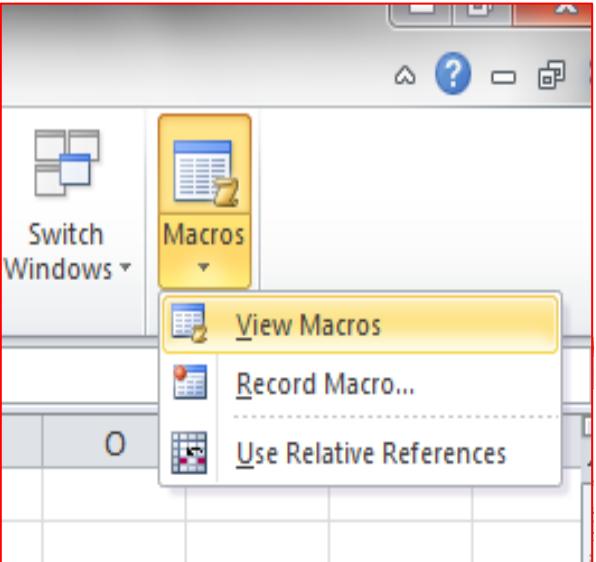 ?
Switch
Windows
Macros
View Macros
Record Macro...
Use Relative References
O